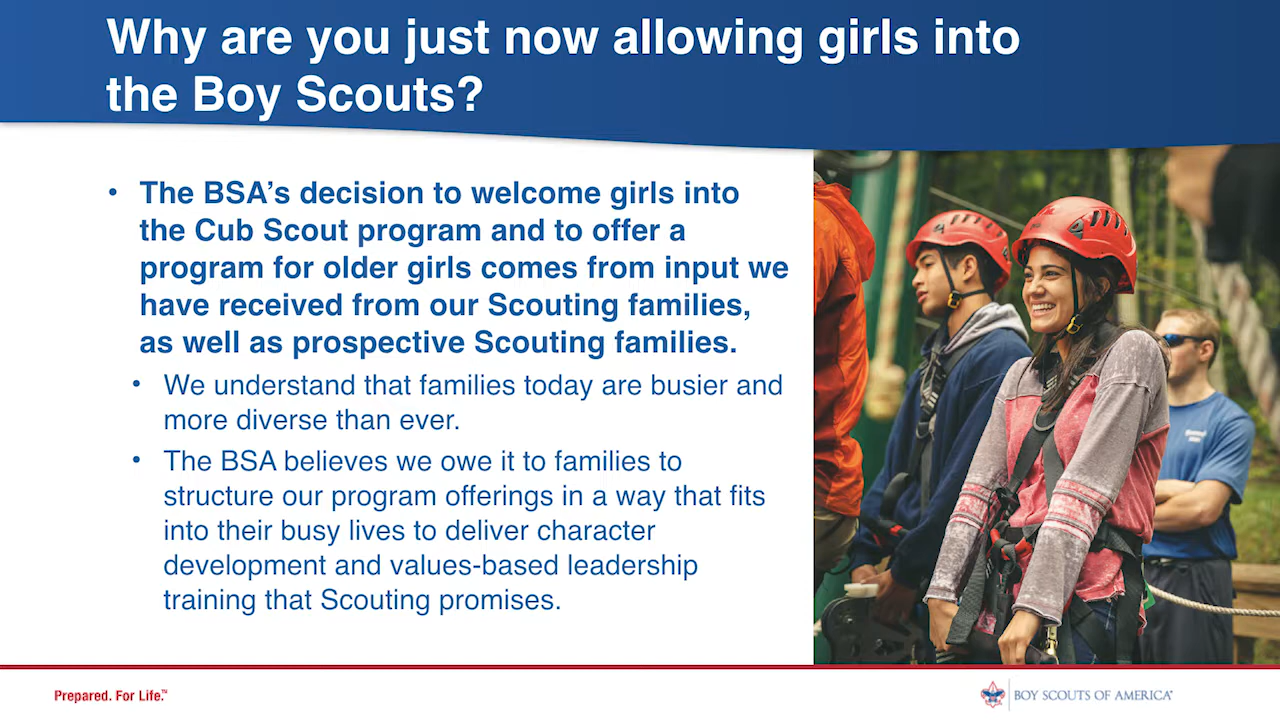 Why are you just now allowing girls into
the Boy Scouts?
• The BSA’s decision to welcome girls into
the Cub Scout program and to offer a
program for older girls comes from input we
have received from our Scouting families,
as well as prospective Scouting families.
• We understand that families today are busier and
more diverse than ever.
• The BSA believes we owe it to families to
structure our program offerings in a way that fits
into their busy lives to deliver character
development and values-based leadership
training that Scouting promises.
Prepared. For Life.™
BOY SCOUTS OF AMERICA®